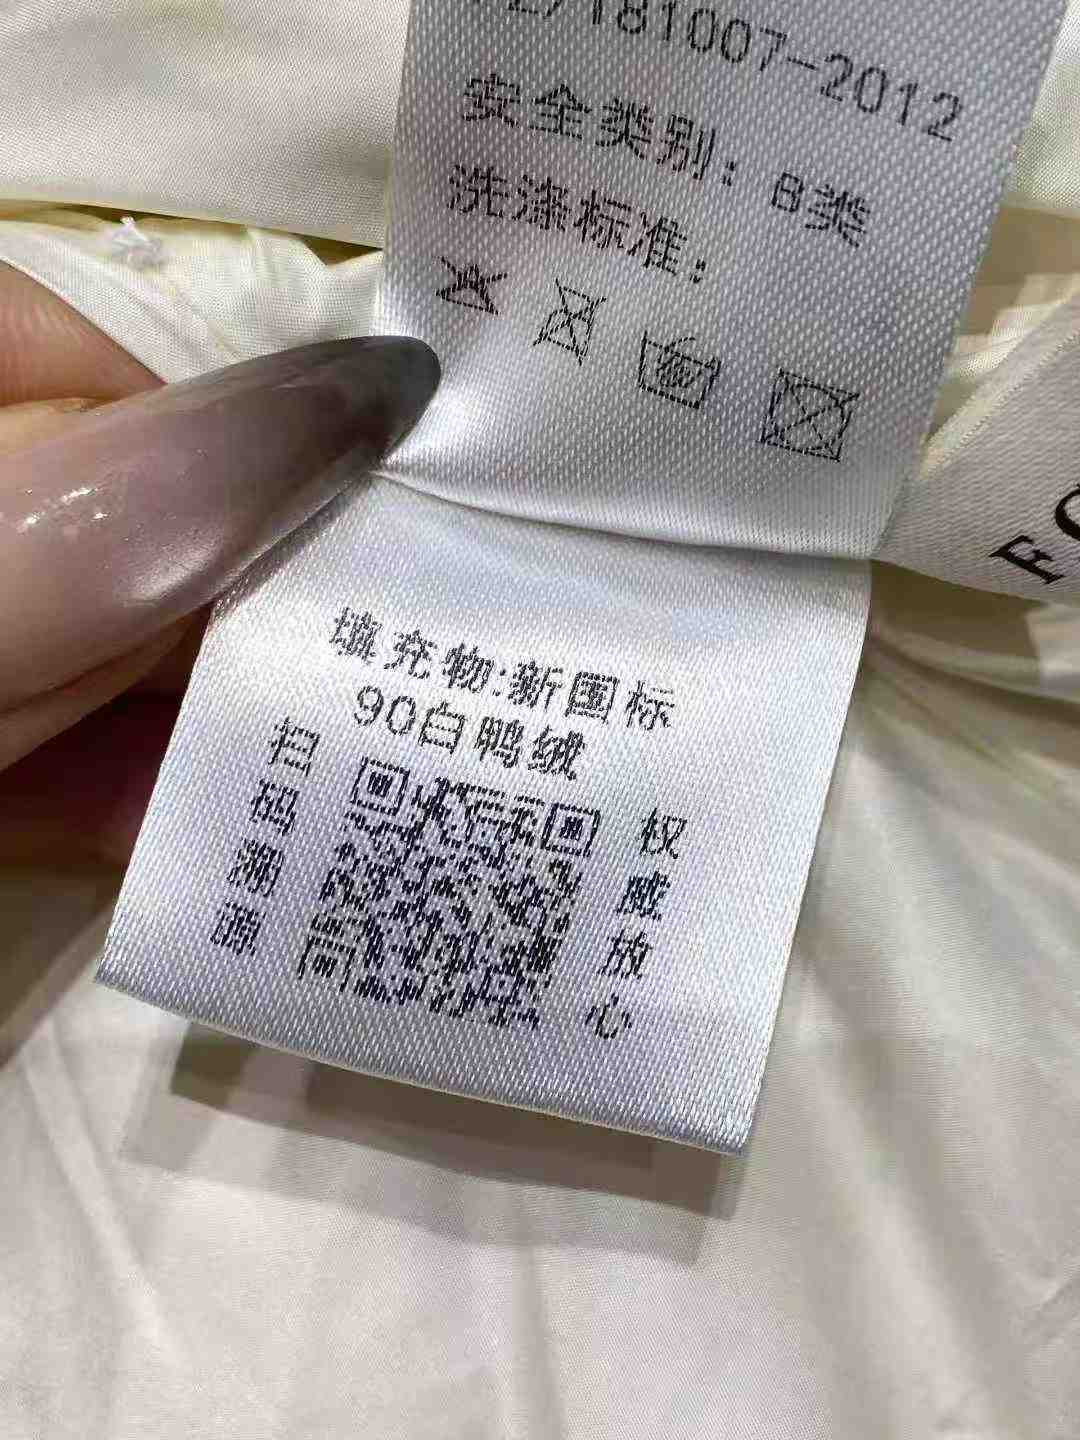 181007-2012
安全类别：B类
洗涤标准：
填充物:新国标
90白鸭绒
扫码溯源
权威放心